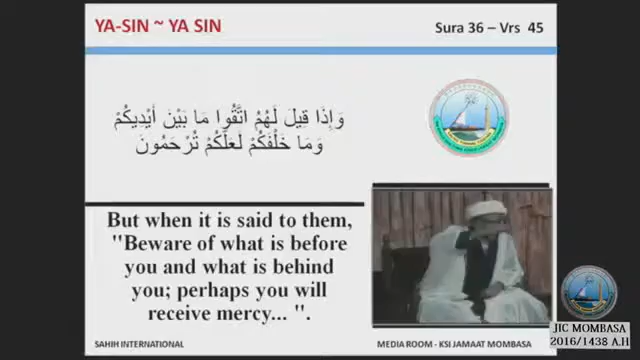 YA-SIN ~ YA SIN
Sura 36 – Vrs 45
وَإِذَا قِيلَ لَهُمُ اتَّقُوا مَا بَيْنَ أَيْدِيكُمْ
وَمَا خَلْفَكُمْ لَعَلَّكُمْ تُرْحَمُونَ
But when it is said to them,
"Beware of what is before
you and what is behind
you; perhaps you will
receive mercy... ".
SAHIH INTERNATIONAL
MEDIA ROOM - KSI JAMAAT MOMBASA
JIC MOMBASA
2016/1438 A.H